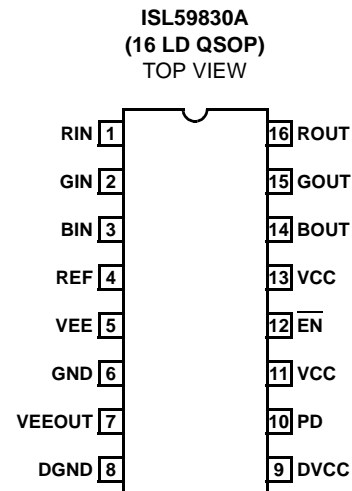 ISL59830A
(16 LD QSOP)
TOP VIEW
RIN 1 16 ROUT
GIN 2 15 GOUT
BIN 3 14 BOUT
REF 4 13 VCC
VEE 5 12 EN
GND 6 11 VCC
VEEOUT 7 10 PD
DGND 8 9 DVCC